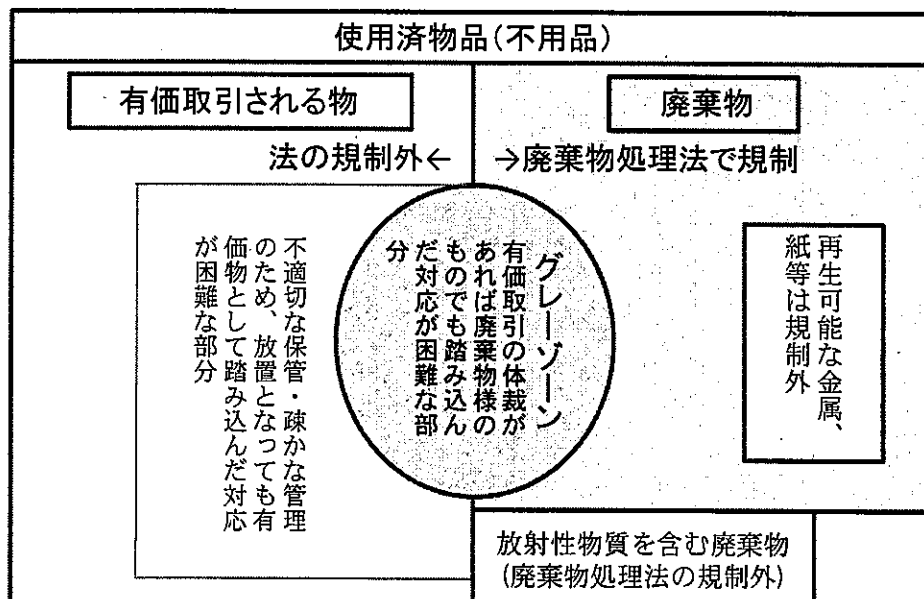 使用済物品(不用品)
有価取引される物
廃棄物
法の規制外←
→廃棄物処理法で規制
不適切な保管・疎かな管理
のため、放置となっても有
価物として踏み込んだ対応
が困難な部分
グレーゾーン
有価取引の体裁が
あれば廃棄物様の
ものでも踏み込ん
だ対応が困難な部
分
再生可能な金属、
紙等は規制外
放射性物質を含む廃棄物
(廃棄物処理法の規制外)